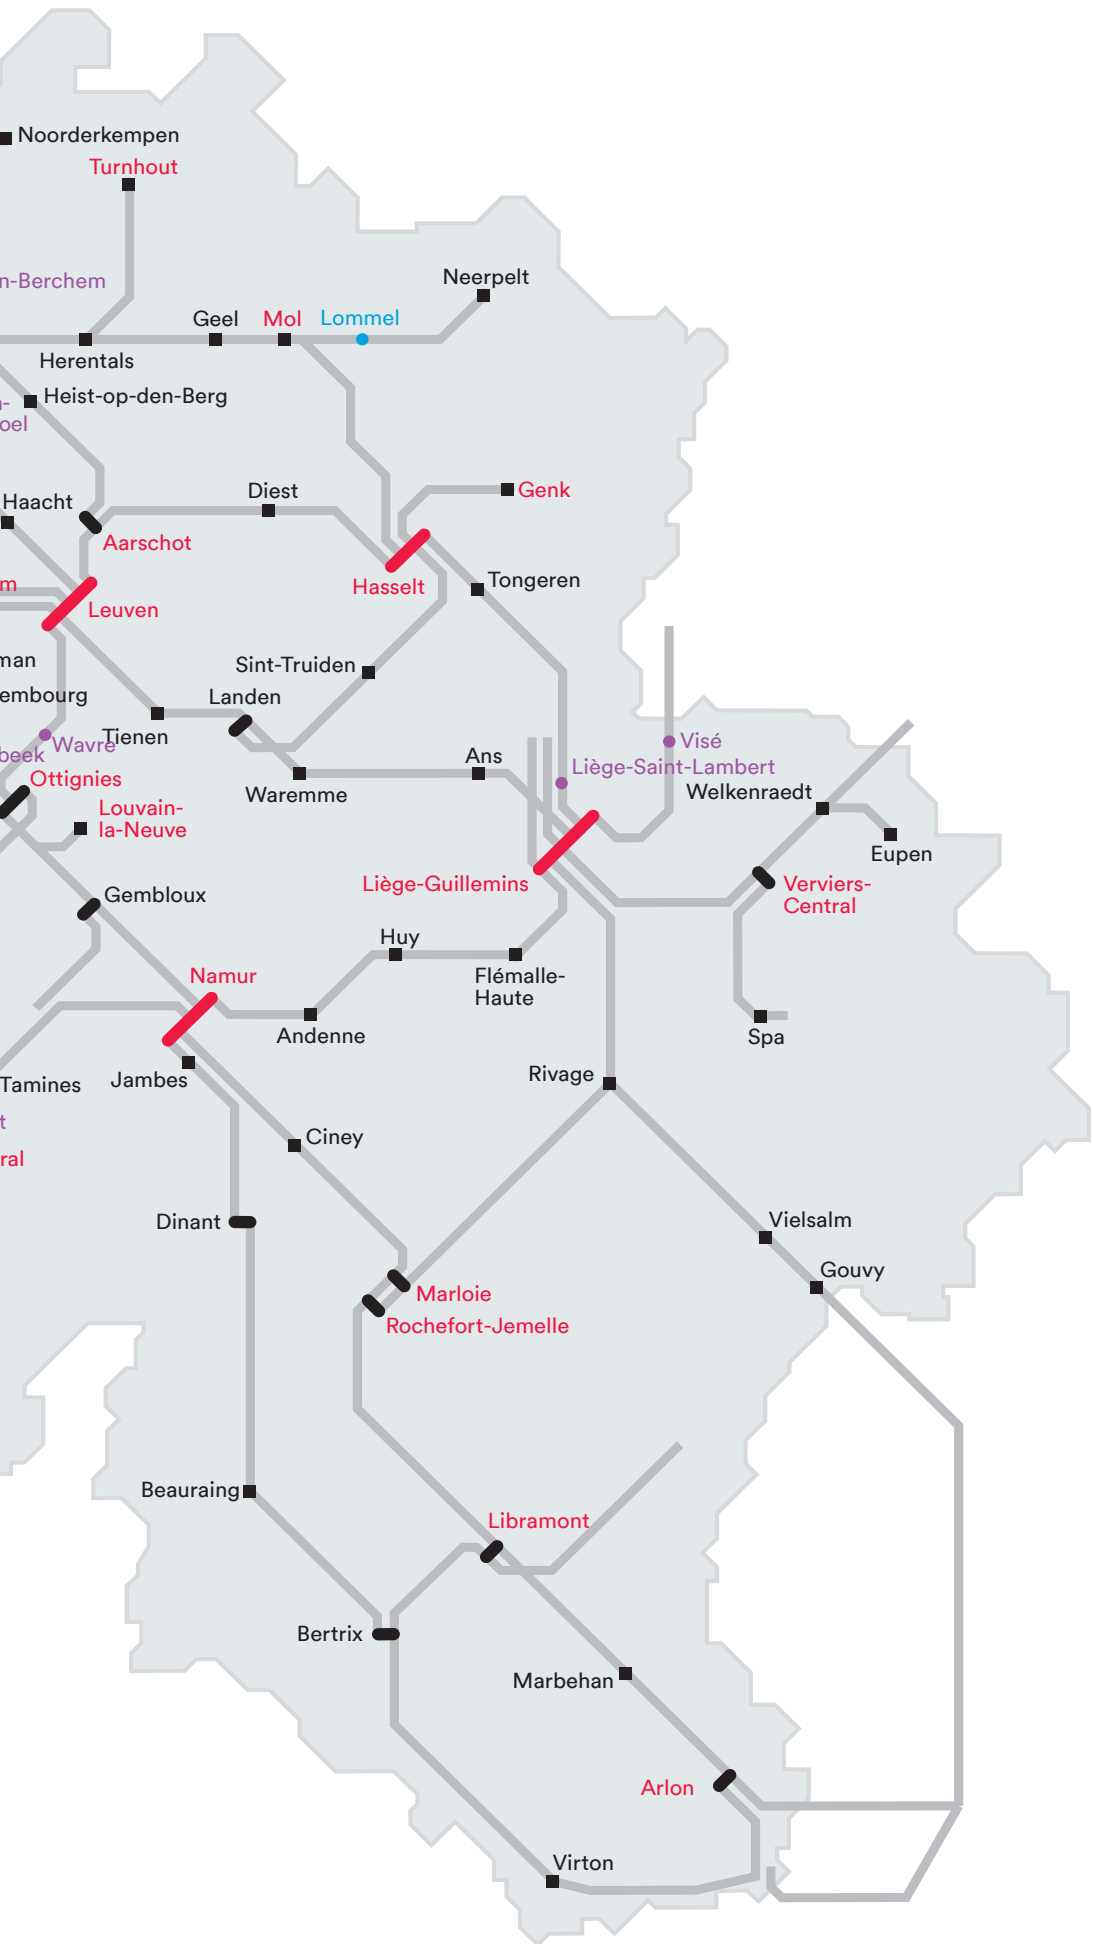 Noorderkempen
Turnhout
n-Berchem
Neerpelt
Geel
Mol
Lommel
Herentals
Heist-op-den-Berg
n-
oel
Haacht
Diest
Genk
Aarschot
Hasselt
Tongeren
m
Leuven
man
Sint-Truiden
embourg
Landen
Wavre
Tienen
beek
Visé
Ottignies
Ans
Liège-Saint-Lambert
Waremme
Welkenraedt
Louvain-
la-Neuve
Eupen
Liège-Guillemins
Verviers-
Central
Gembloux
Huy
Namur
Flémalle-
Haute
Andenne
Spa
Tamines
Jambes
Rivage
t
Ciney
ral
Dinant
Vielsalm
Gouvy
Marloie
Rochefort-Jemelle
Beauraing
Libramont
Bertrix
Marbehan
Arlon
Virton